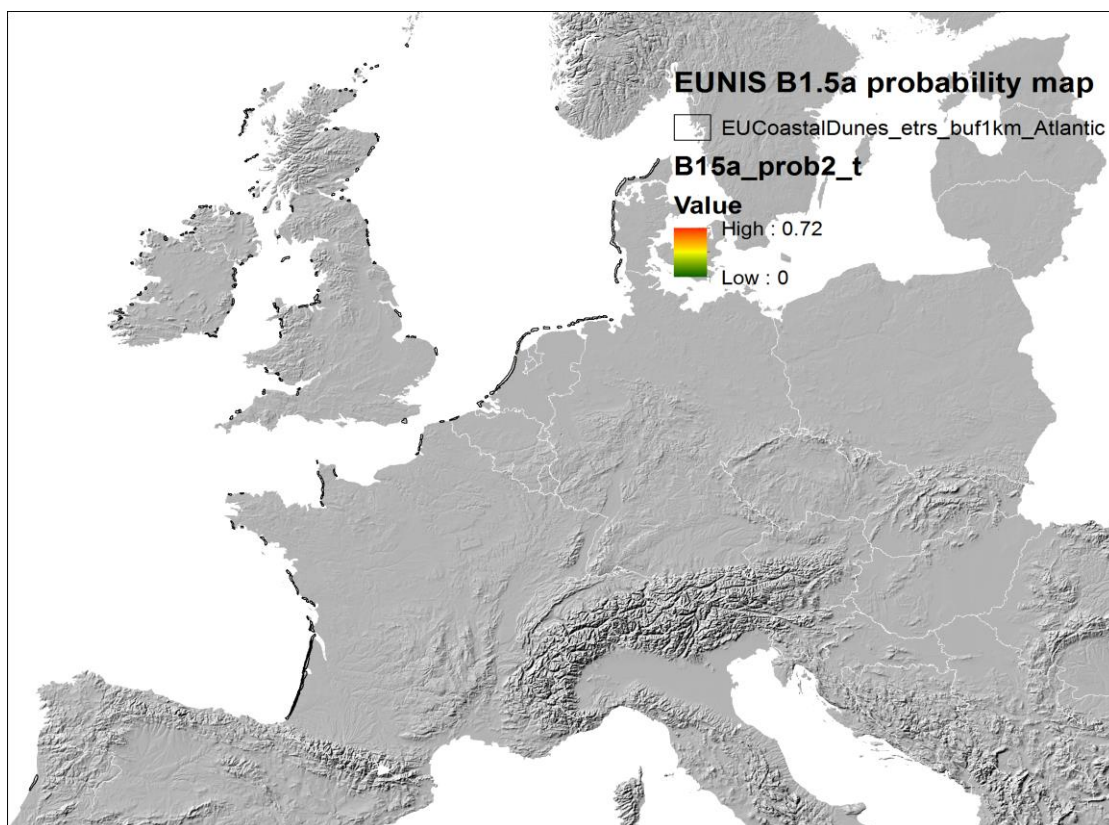 EUNIS B1.5a probability map
EUCoastalDunes_etrs_buf1km_Atlantic
B15a_prob2_t
Value
High : 0.72
Low : 0